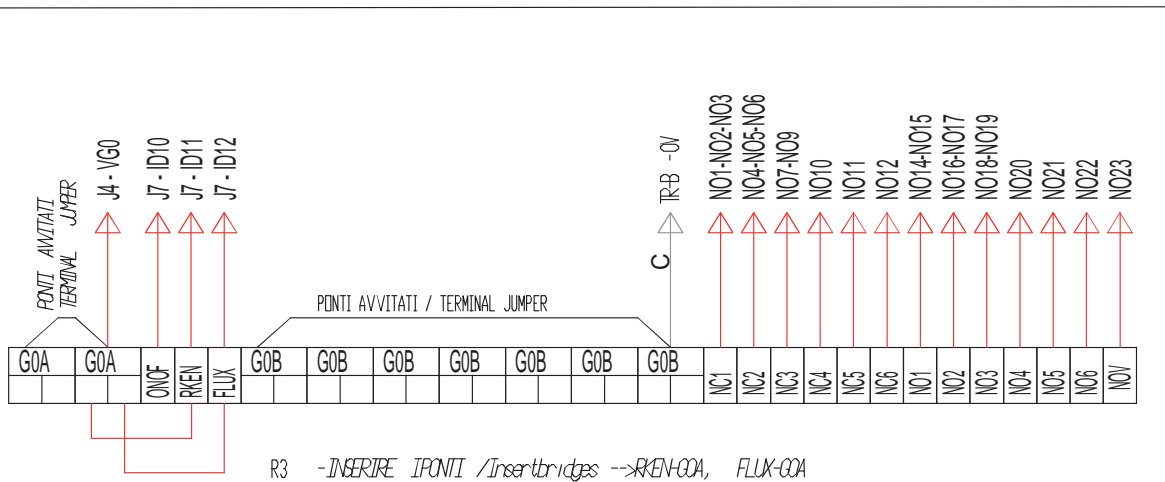 PONTI AVVITATI
TERMINAL JUMPER
J4 - VG0
J7 - ID10
J7 - ID11
J7 - ID12
TR-B -0V
NO1-NO2-NO3
NO4-NO5-NO6
NO7-NO9
NO10
NO11
NO12
NO14-NO15
NO16-NO17
NO18-NO19
NO20
NO21
NO22
NO23
C
PONTI AVVITATI / TERMINAL JUMPER
G0A
G0A
ONOF
RKEN
FLUX
G0B
G0B
G0B
G0B
G0B
G0B
G0B
NC1
NC2
NC3
NC4
NC5
NC6
NO1
NO2
NO3
NO4
NO5
NO6
NOV
R3 -INSERIRE IPONTI /Insertbridges -->RKEN-G0A, FLUX-G0A